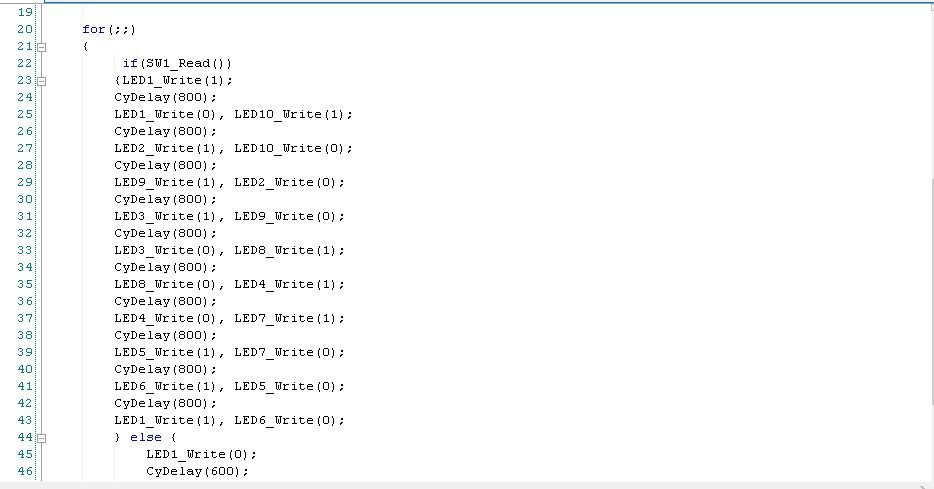 19
20 for(;;)
21 {
22 if(SW1_Read())
23 {LED1_Write(1);
24 CyDelay(800);
25 LED1_Write(0), LED10_Write(1);
26 CyDelay(800);
27 LED2_Write(1), LED10_Write(0);
28 CyDelay(800);
29 LED9_Write(1), LED2_Write(0);
30 CyDelay(800);
31 LED3_Write(1), LED9_Write(0);
32 CyDelay(800);
33 LED3_Write(0), LED8_Write(1);
34 CyDelay(800);
35 LED8_Write(0), LED4_Write(1);
36 CyDelay(800);
37 LED4_Write(0), LED7_Write(1);
38 CyDelay(800);
39 LED5_Write(1), LED7_Write(0);
40 CyDelay(800);
41 LED6_Write(1), LED5_Write(0);
42 CyDelay(800);
43 LED1_Write(1), LED6_Write(0);
44 } else {
45 LED1_Write(0);
46 CyDelay(600);